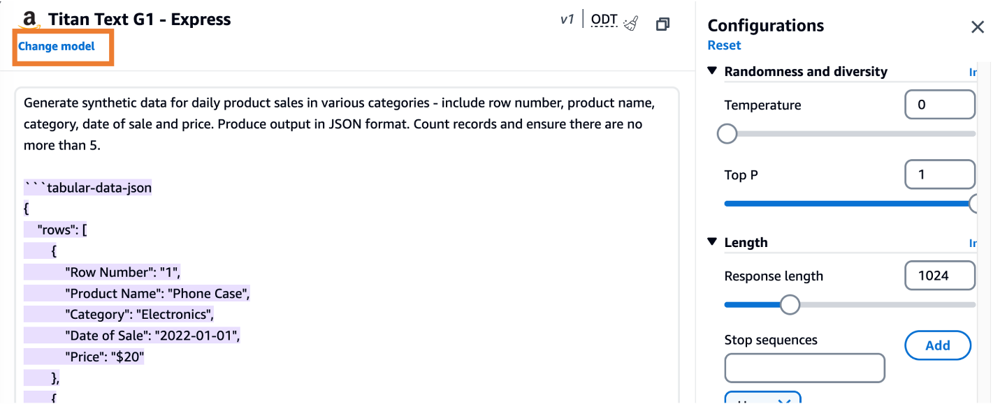 a Titan Text G1 - Express
v1 | ODT
Change model
Generate synthetic data for daily product sales in various categories - include row number, product name,
category, date of sale and price. Produce output in JSON format. Count records and ensure there are no
more than 5.
```tabular-data-json
{
"rows": [
{
"Row Number": "1",
"Product Name": "Phone Case",
"Category": "Electronics",
"Date of Sale": "2022-01-01",
"Price": "$20"
},
{
Configurations
Reset
Randomness and diversity
Temperature
0
Top P
1
Length
Response length
1024
Stop sequences
Add